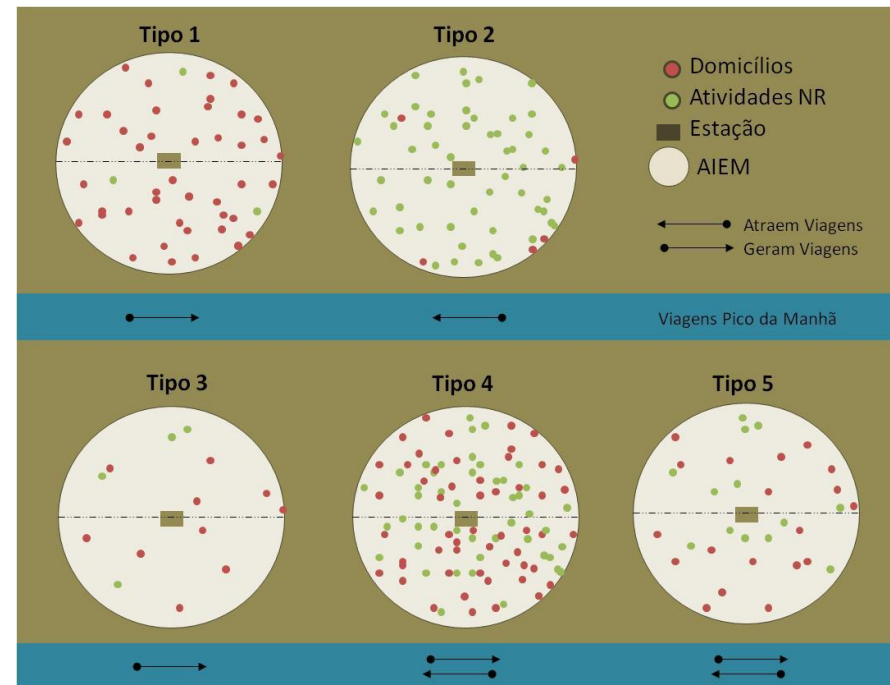 Tipo 1
Tipo 2
Domicílios
Atividades NR
Estação
AIEM
Atraem Viagens
Geram Viagens
Viagens Pico da Manhã
Tipo 3
Tipo 4
Tipo 5